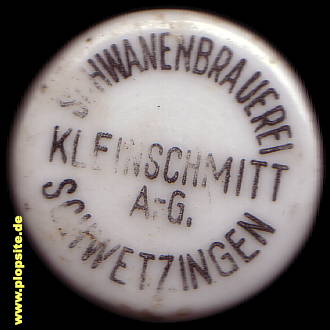 SCHWANENBRAUEREI
KLEINSCHMITT
A.-G.
SCHWETZINGEN
© www.plopsite.de